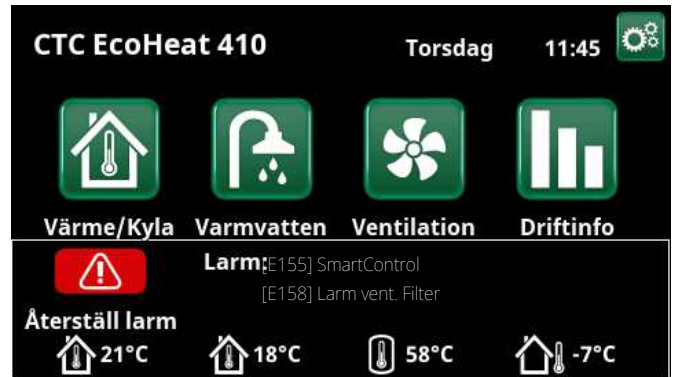 CTC EcoHeat 410 Torsdag 11:45
Värme/Kyla Varmvatten Ventilation Driftinfo
Larm: [E155] SmartControl
[E158] Larm vent. Filter
Återställ larm
21°C 18°C 58°C -7°C